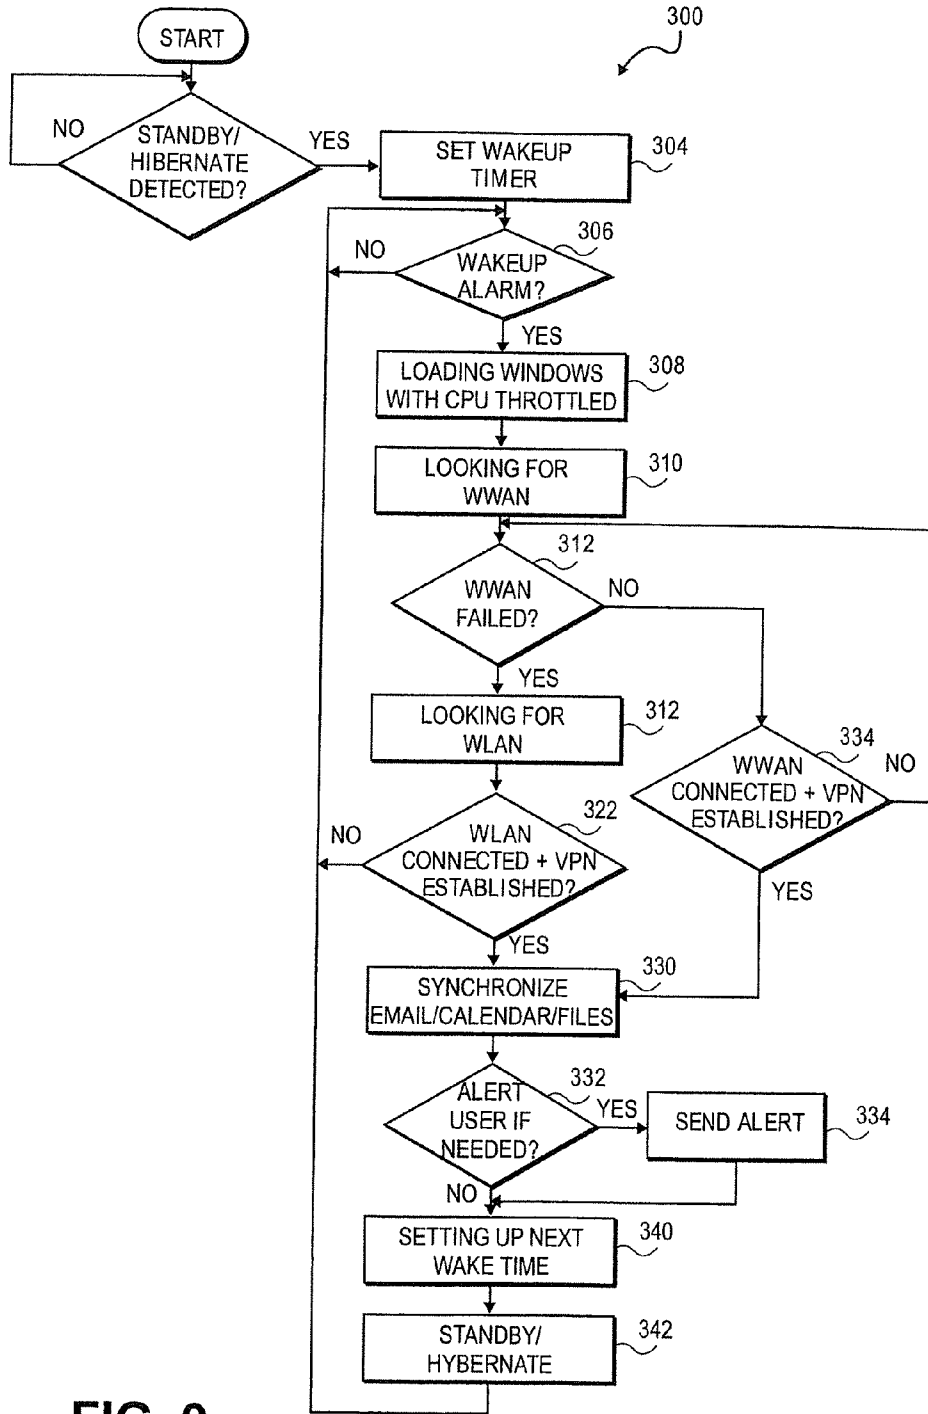 300
START
NO
STANDBY/
HIBERNATE
DETECTED?
YES
SET WAKEUP
TIMER
304
NO
306
WAKEUP
ALARM?
YES
LOADING WINDOWS
WITH CPU THROTTLED
308
LOOKING FOR
WWAN
310
312
WWAN
FAILED?
NO
YES
LOOKING FOR
WLAN
312
334
WWAN
CONNECTED + VPN
ESTABLISHED?
NO
YES
NO
322
WLAN
CONNECTED + VPN
ESTABLISHED?
YES
SYNCHRONIZE
EMAIL/CALENDAR/FILES
330
332
ALERT
USER IF
NEEDED?
YES
SEND ALERT
334
NO
SETTING UP NEXT
WAKE TIME
340
STANDBY/
HYBERNATE
342
FIG.